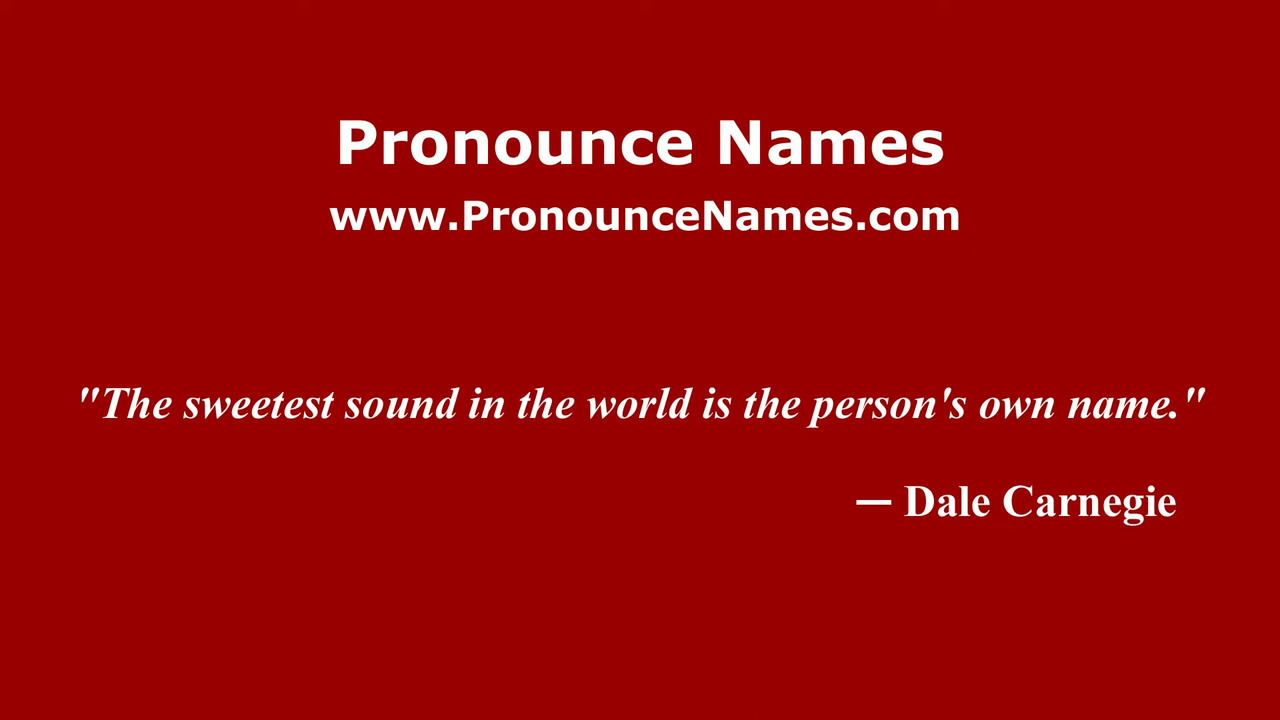 Pronounce Names
www.PronounceNames.com
"The sweetest sound in the world is the person's own name."
— Dale Carnegie